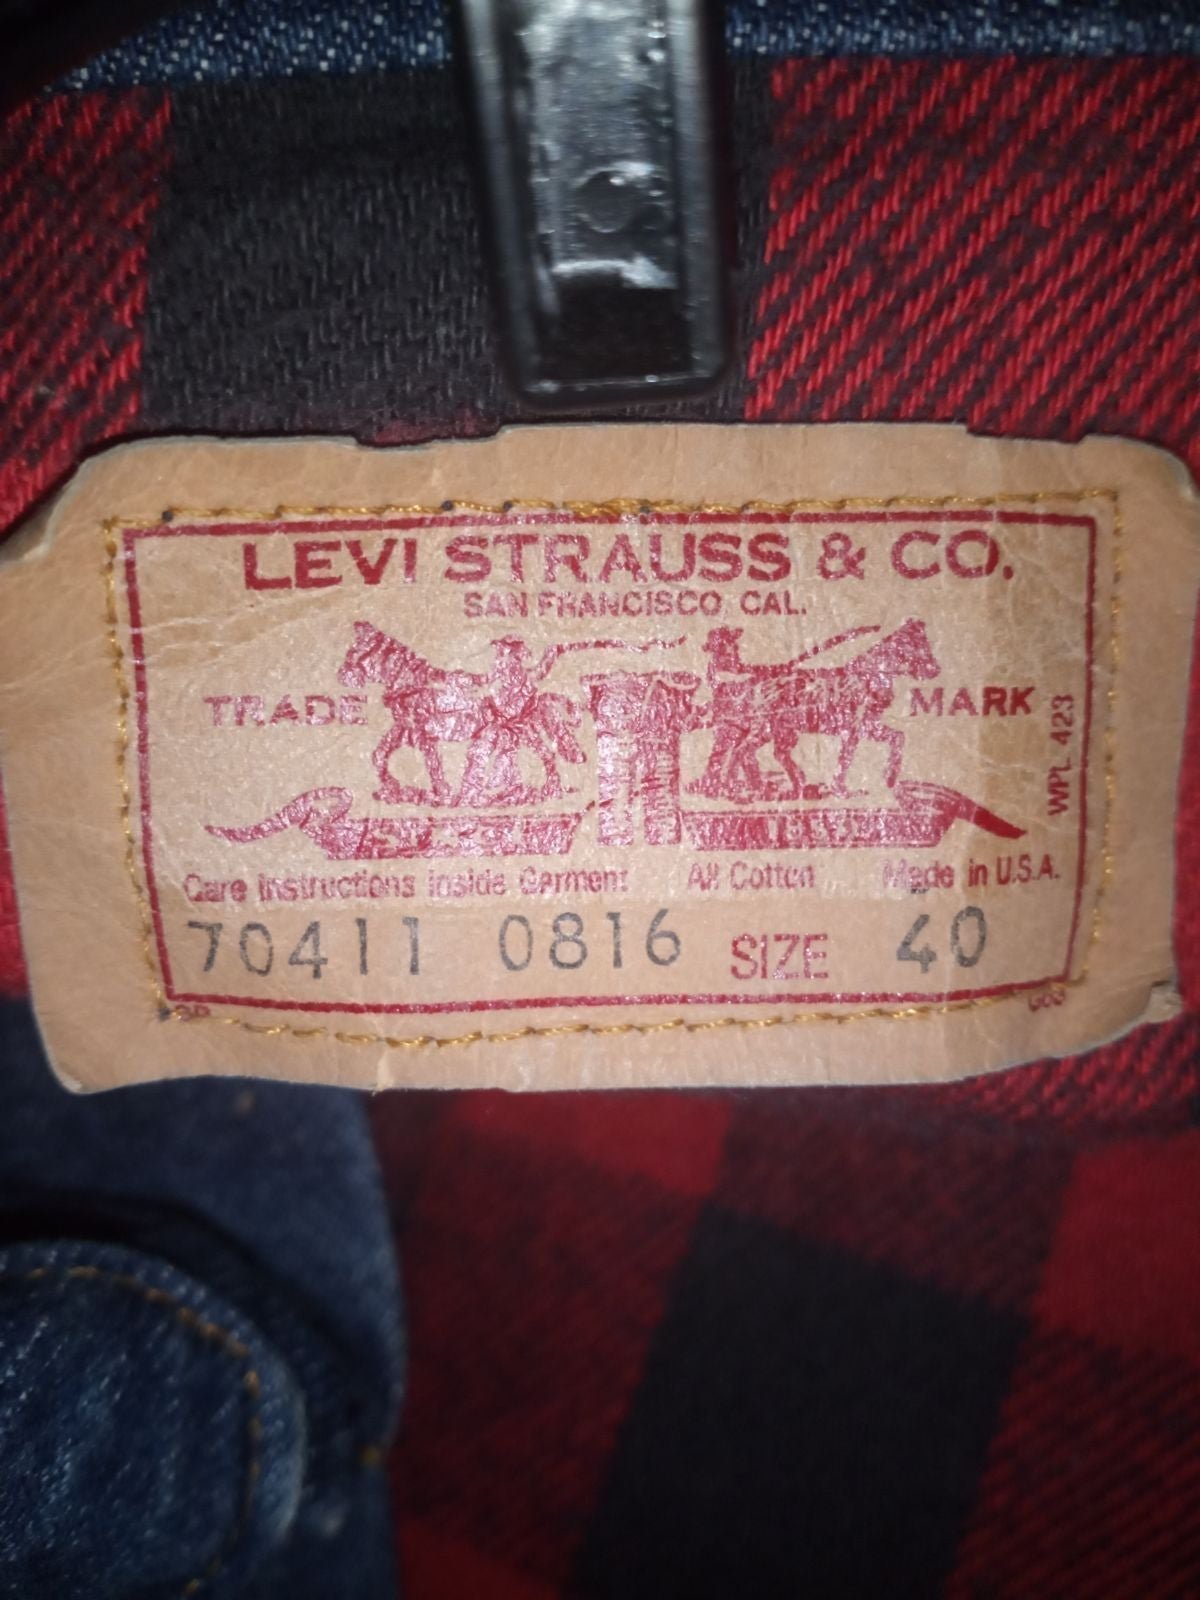 LEVI STRAUSS & CO.
SAN FRANCISCO, CAL.
TRADE MARK
WPL 423
Care Instructions Inside Garment All Cotton Made in U.S.A.
70411 0816 SIZE 40